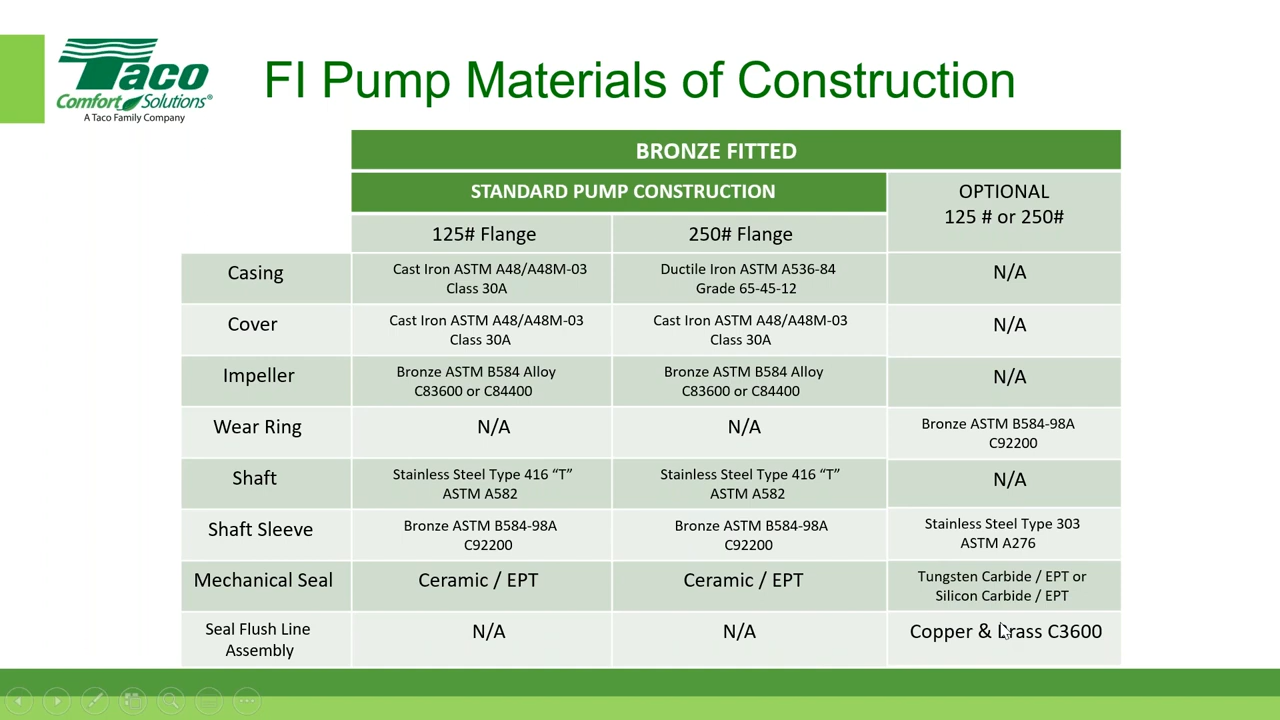 Taco
Comfort Solutions®
A Taco Family Company
FI Pump Materials of Construction
BRONZE FITTED
STANDARD PUMP CONSTRUCTION
OPTIONAL
125 # or 250#
125# Flange
250# Flange
Casing
Cast Iron ASTM A48/A48M-03
Class 30A
Ductile Iron ASTM A536-84
Grade 65-45-12
N/A
Cover
Cast Iron ASTM A48/A48M-03
Class 30A
Cast Iron ASTM A48/A48M-03
Class 30A
N/A
Impeller
Bronze ASTM B584 Alloy
C83600 or C84400
Bronze ASTM B584 Alloy
C83600 or C84400
N/A
Wear Ring
N/A
N/A
Bronze ASTM B584-98A
C92200
Shaft
Stainless Steel Type 416 “T”
ASTM A582
Stainless Steel Type 416 “T”
ASTM A582
N/A
Shaft Sleeve
Bronze ASTM B584-98A
C92200
Bronze ASTM B584-98A
C92200
Stainless Steel Type 303
ASTM A276
Mechanical Seal
Ceramic / EPT
Ceramic / EPT
Tungsten Carbide / EPT or
Silicon Carbide / EPT
Seal Flush Line
Assembly
N/A
N/A
Copper & Brass C3600